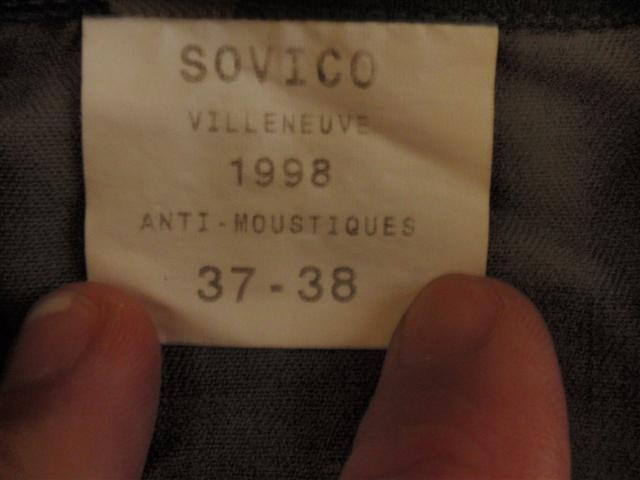 SOVICO
VILLENEUVE
1998
ANTI-MOUSTIQUES
37-38